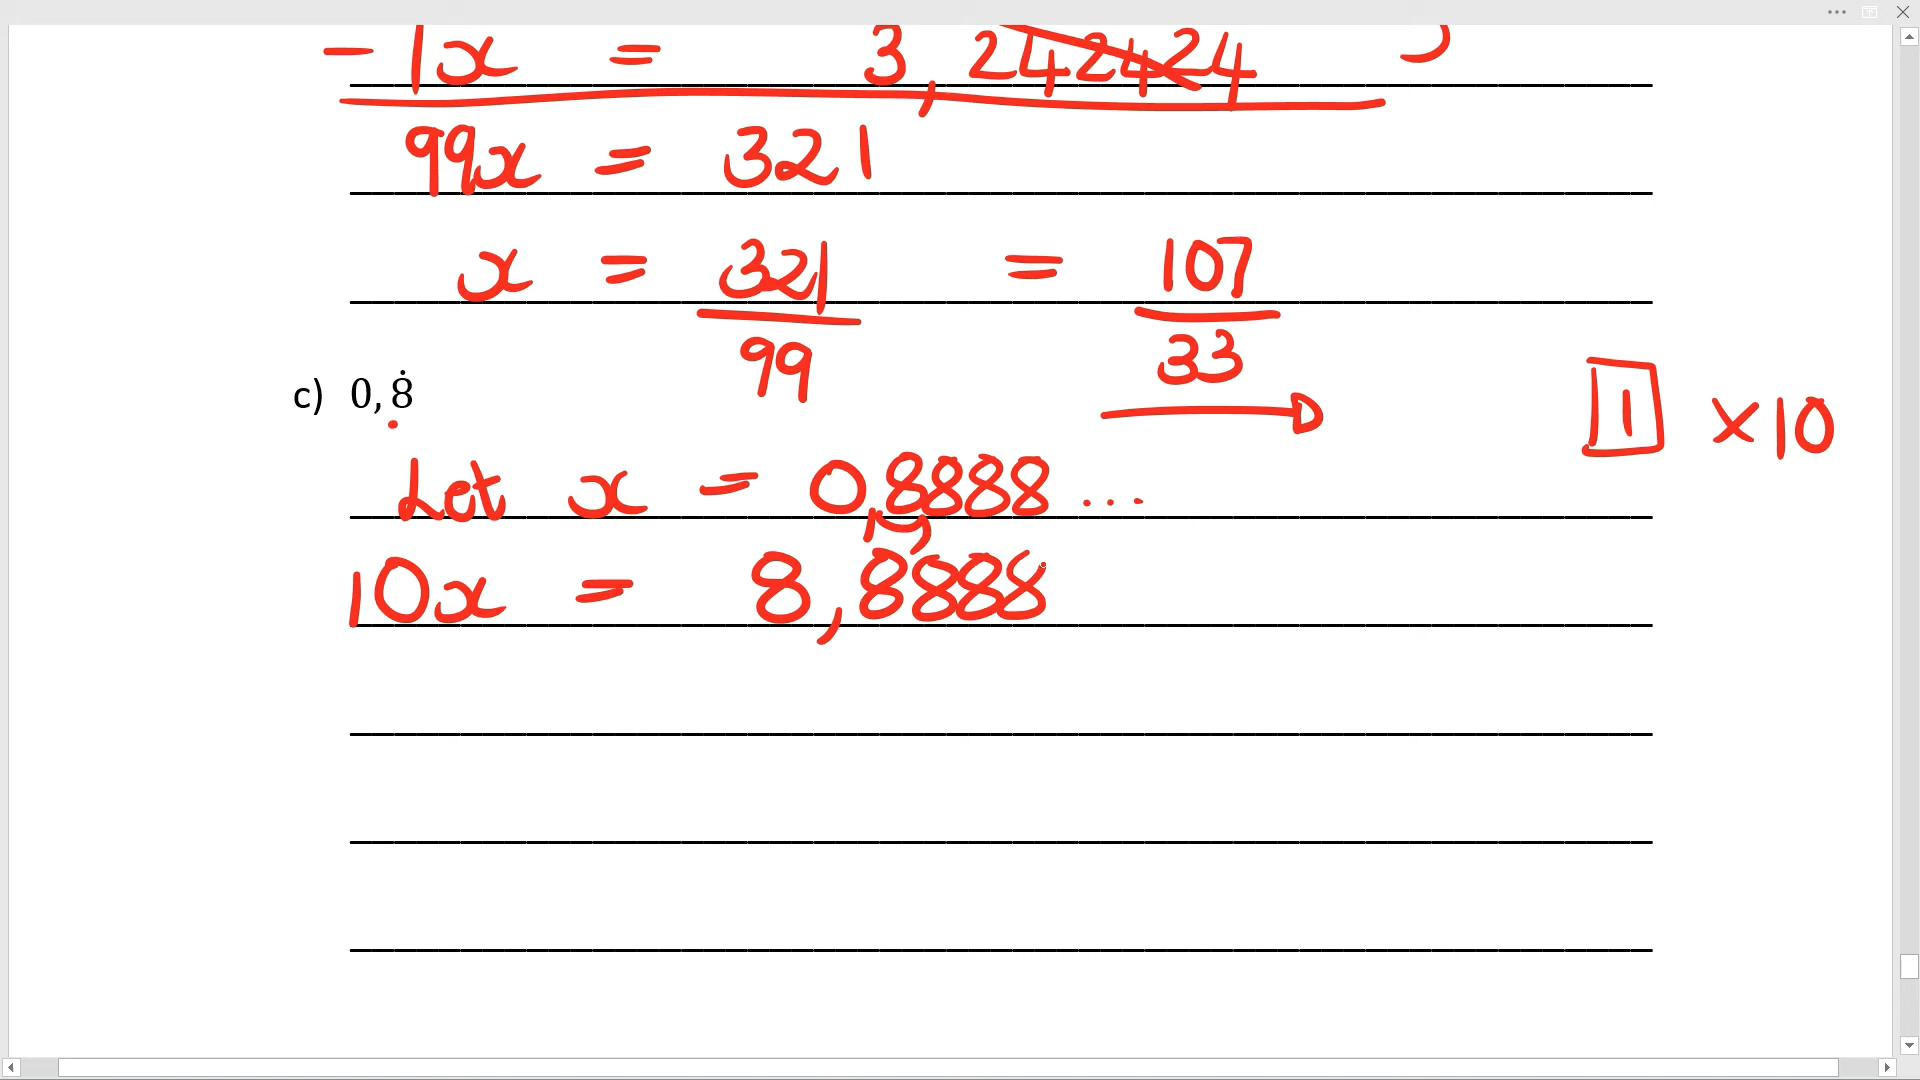 - 1x = 3,242424
99x = 321
x = 321/99 = 107/33
c) 0,8̇
1 ×10
Let x = 0,8888 ...
10x = 8,8888